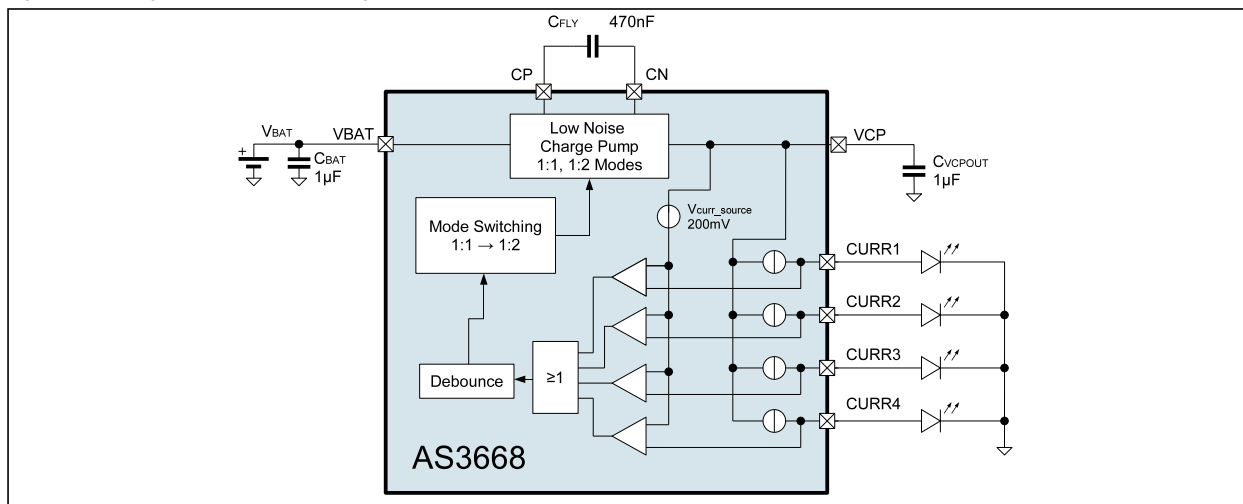 CFLY 470nF
CP CN
VBAT VBAT
+
CBAT
1µF
Low Noise
Charge Pump
1:1, 1:2 Modes
VCP
CVCPOUT
1µF
Mode Switching
1:1 → 1:2
Vcurr_source
200mV
CURR1
CURR2
CURR3
CURR4
Debounce
≥1
AS3668